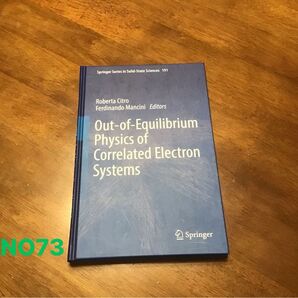 Springer Series in Solid-State Sciences 191
Roberta Citro
Ferdinando Mancini Editors
Out-of-Equilibrium
Physics of
Correlated Electron
Systems
Springer
NO73